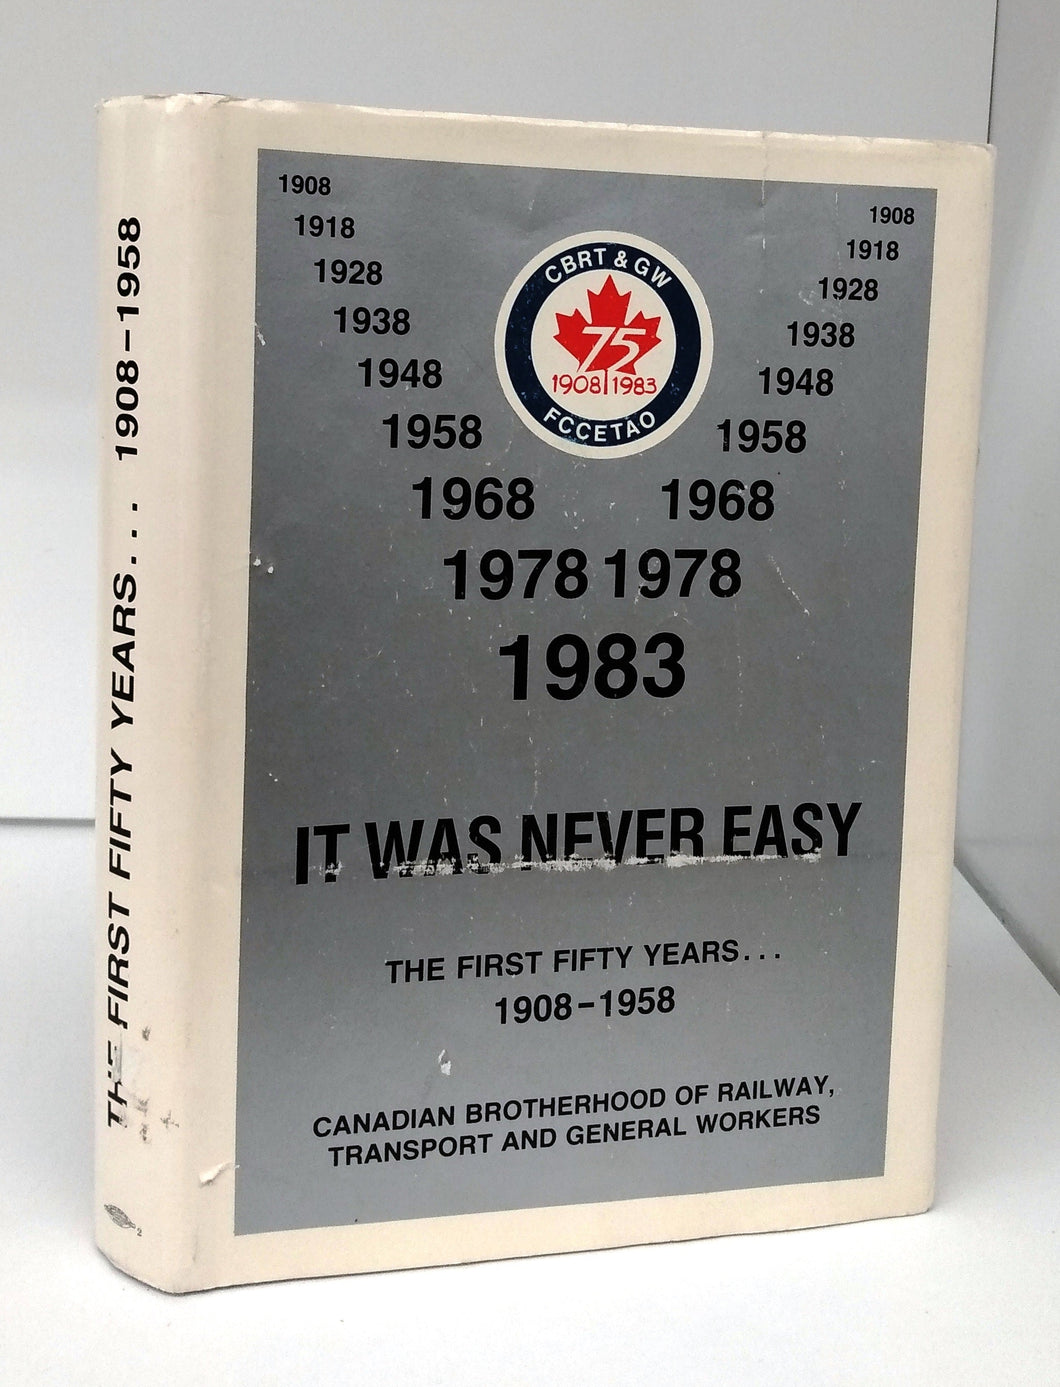 THE FIRST FIFTY YEARS... 1908-1958
2
1908 1908
1918 1918
1928 1928
1938 1938
1948 1948
1958 1958
1968 1968
1978 1978
1983
CBRT & GW
75
1908 1983
FCCETAO
IT WAS NEVER EASY
THE FIRST FIFTY YEARS...
1908-1958
CANADIAN BROTHERHOOD OF RAILWAY,
TRANSPORT AND GENERAL WORKERS